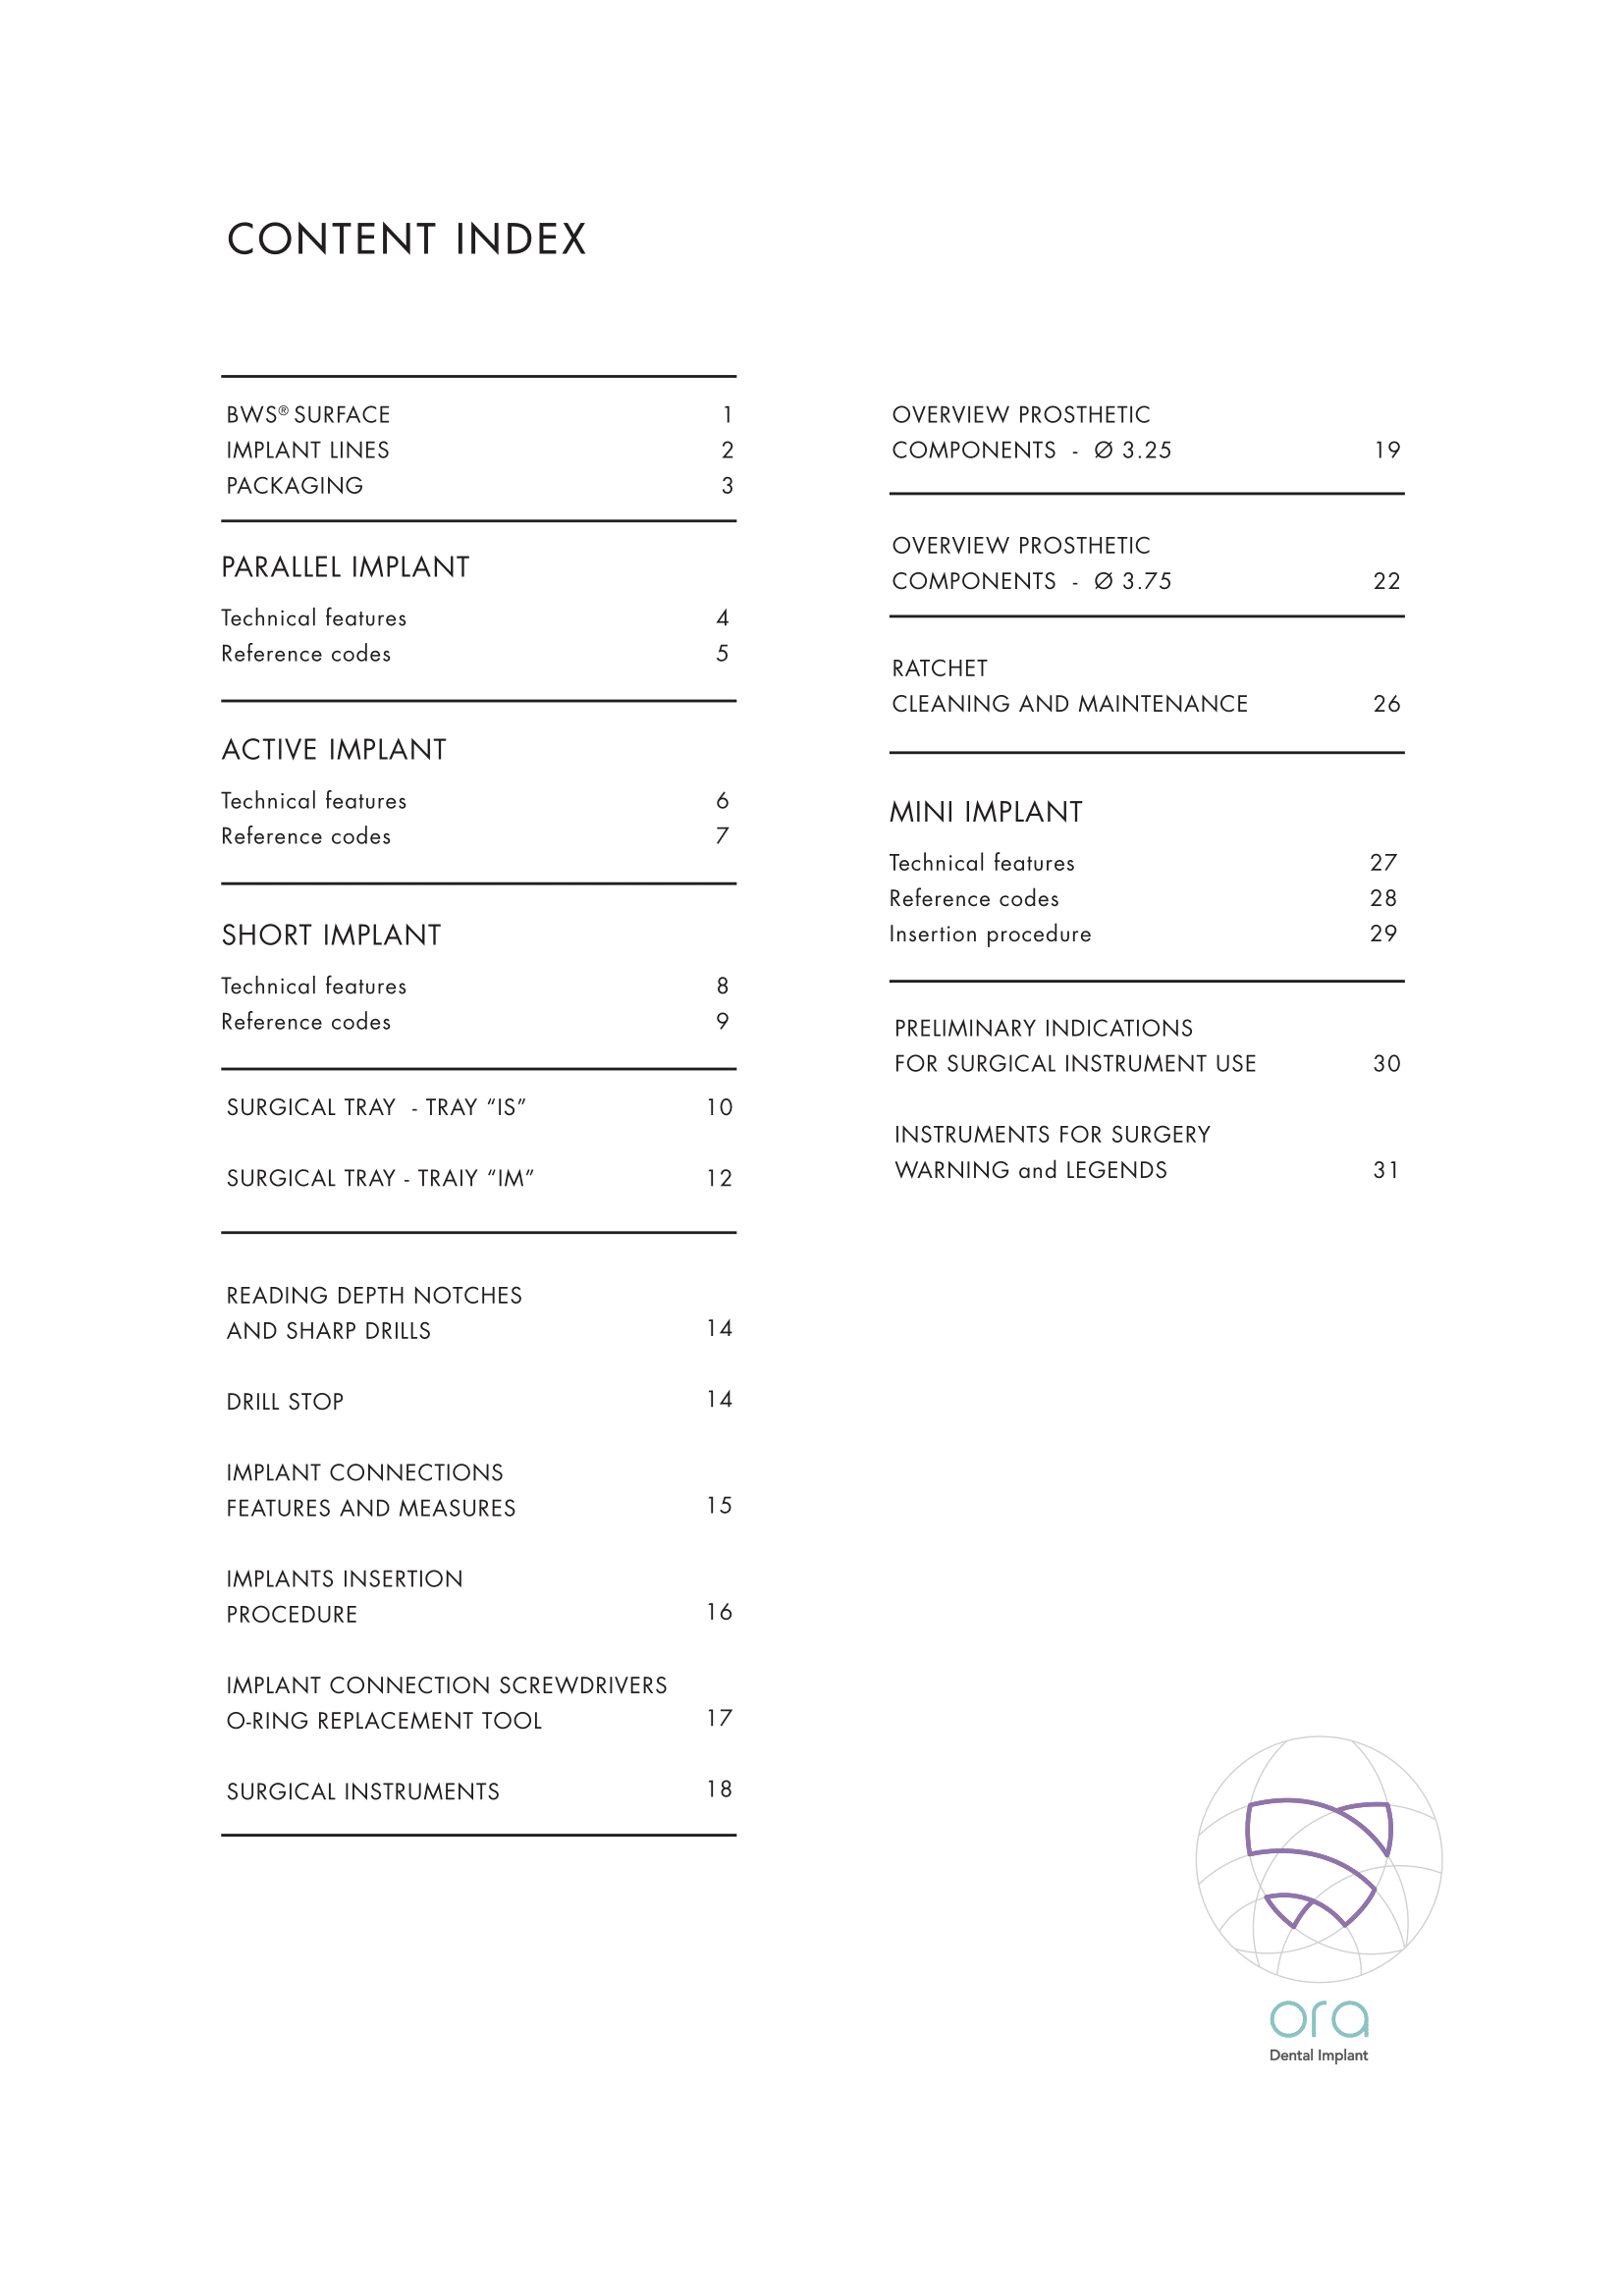 CONTENT INDEX
BWS® SURFACE 1
IMPLANT LINES 2
PACKAGING 3
PARALLEL IMPLANT
Technical features 4
Reference codes 5
ACTIVE IMPLANT
Technical features 6
Reference codes 7
SHORT IMPLANT
Technical features 8
Reference codes 9
SURGICAL TRAY - TRAY “IS” 10
SURGICAL TRAY - TRAIY “IM” 12
READING DEPTH NOTCHES
AND SHARP DRILLS 14
DRILL STOP 14
IMPLANT CONNECTIONS
FEATURES AND MEASURES 15
IMPLANTS INSERTION
PROCEDURE 16
IMPLANT CONNECTION SCREWDRIVERS
O-RING REPLACEMENT TOOL 17
SURGICAL INSTRUMENTS 18
OVERVIEW PROSTHETIC
COMPONENTS - Ø 3.25 19
OVERVIEW PROSTHETIC
COMPONENTS - Ø 3.75 22
RATCHET
CLEANING AND MAINTENANCE 26
MINI IMPLANT
Technical features 27
Reference codes 28
Insertion procedure 29
PRELIMINARY INDICATIONS
FOR SURGICAL INSTRUMENT USE 30
INSTRUMENTS FOR SURGERY
WARNING and LEGENDS 31
ora
Dental Implant